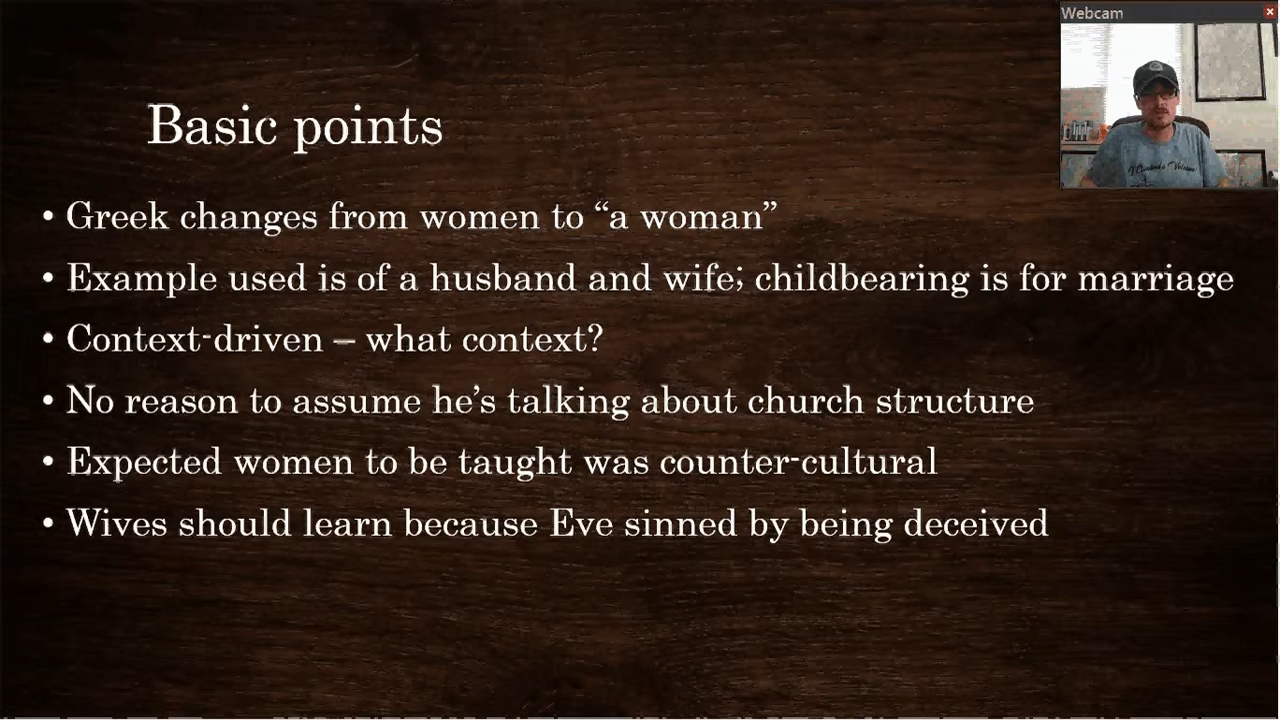 Webcam
Basic points
• Greek changes from women to “a woman”
• Example used is of a husband and wife; childbearing is for marriage
• Context-driven – what context?
• No reason to assume he’s talking about church structure
• Expected women to be taught was counter-cultural
• Wives should learn because Eve sinned by being deceived